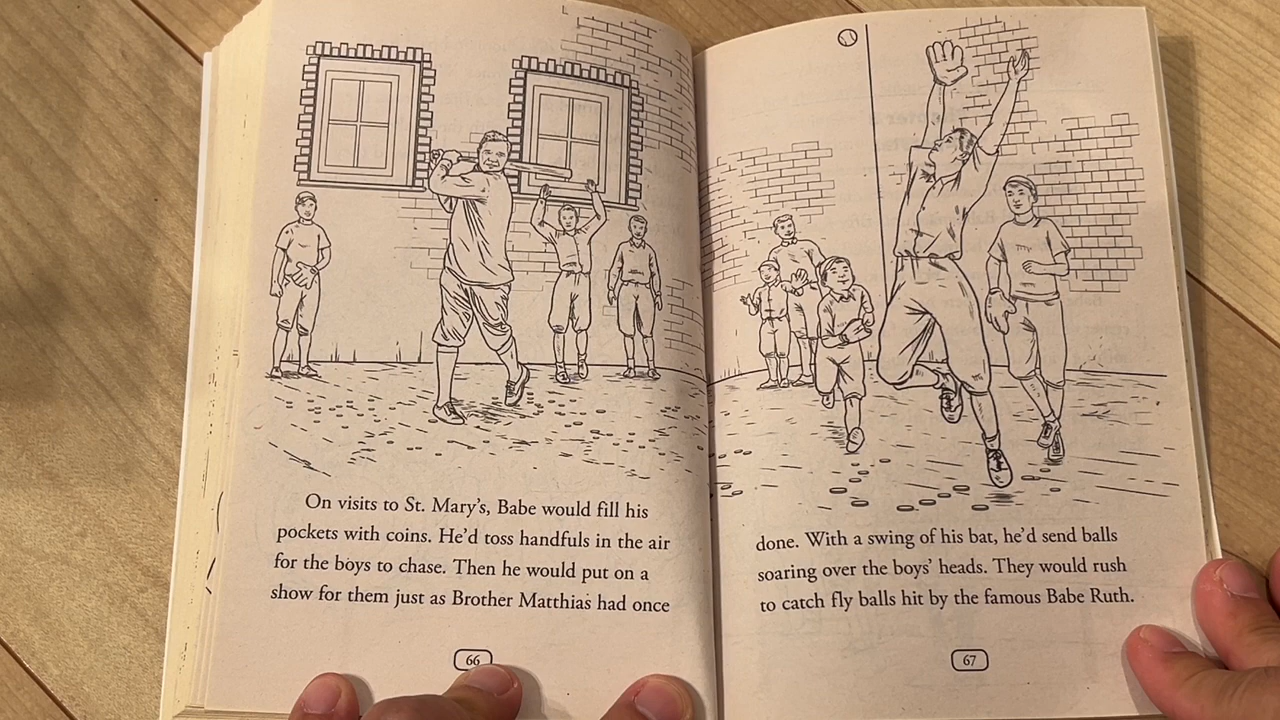 On visits to St. Mary's, Babe would fill his
pockets with coins. He'd toss handfuls in the air
for the boys to chase. Then he would put on a
show for them just as Brother Matthias had once
66
done. With a swing of his bat, he'd send balls
soaring over the boys' heads. They would rush
to catch fly balls hit by the famous Babe Ruth.
67